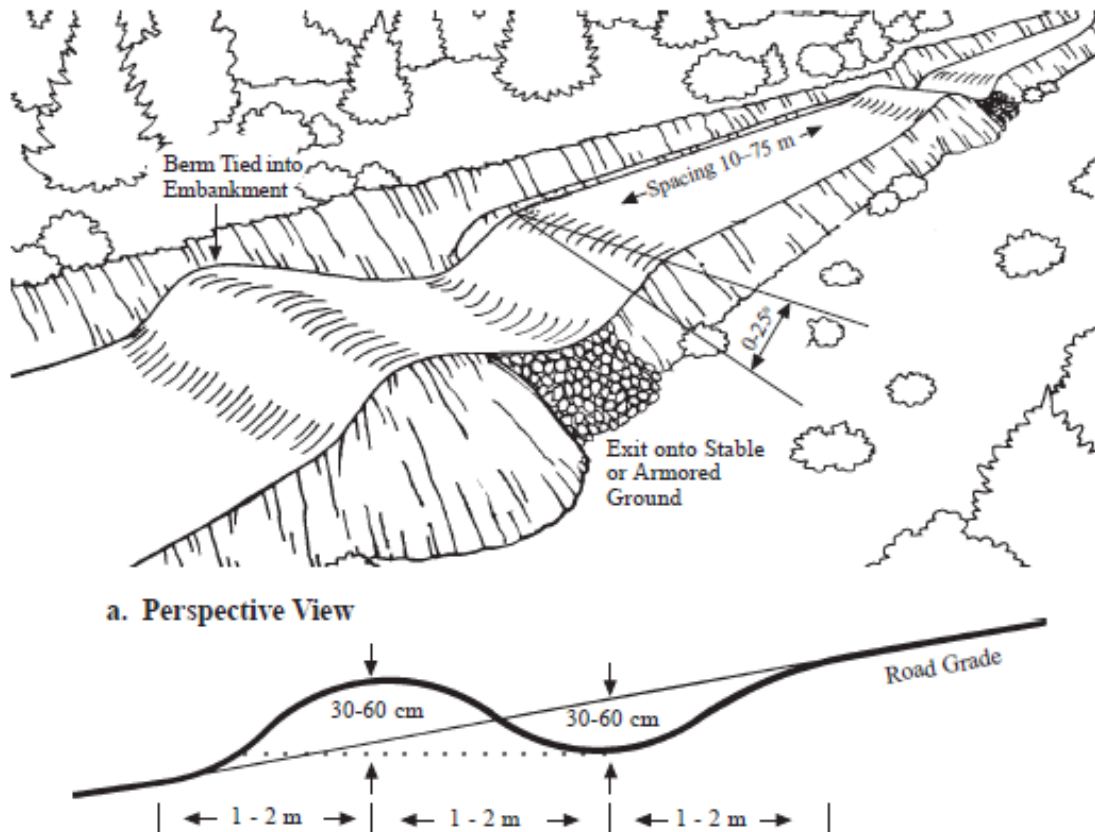 Berm Tied into
Embankment
Spacing 10–75 m
0-25º
Exit onto Stable
or Armored
Ground
a. Perspective View
Road Grade
30-60 cm
30-60 cm
1 - 2 m
1 - 2 m
1 - 2 m